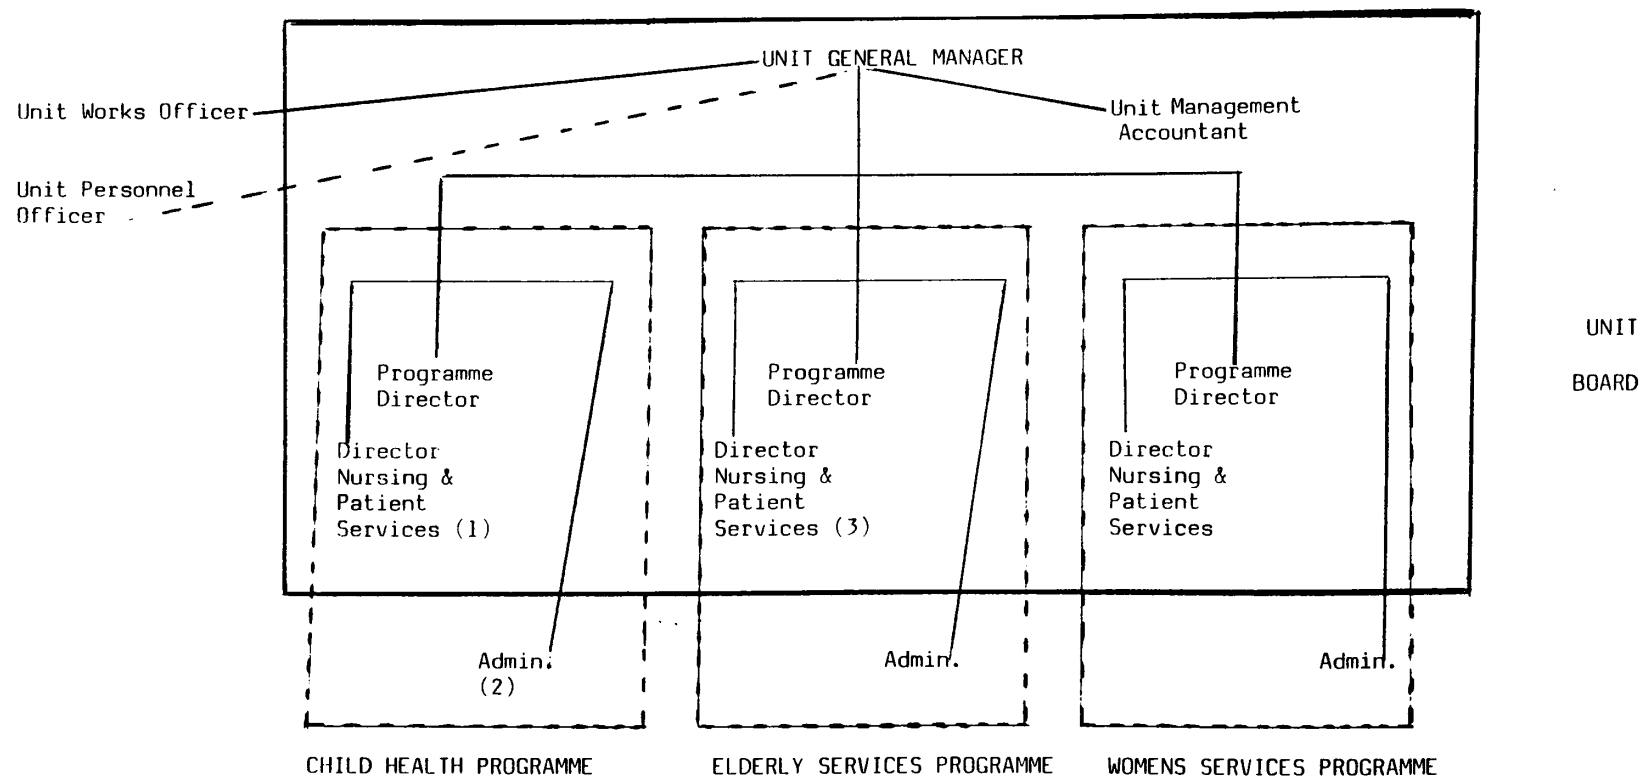 UNIT GENERAL MANAGER
Unit Works Officer
Unit Management
Accountant
Unit Personnel
Officer
UNIT
BOARD
Programme
Director
Director
Nursing &
Patient
Services (1)
Admin.
(2)
CHILD HEALTH PROGRAMME
Programme
Director
Director
Nursing &
Patient
Services (3)
Admin.
ELDERLY SERVICES PROGRAMME
Programme
Director
Director
Nursing &
Patient
Services
Admin.
WOMENS SERVICES PROGRAMME